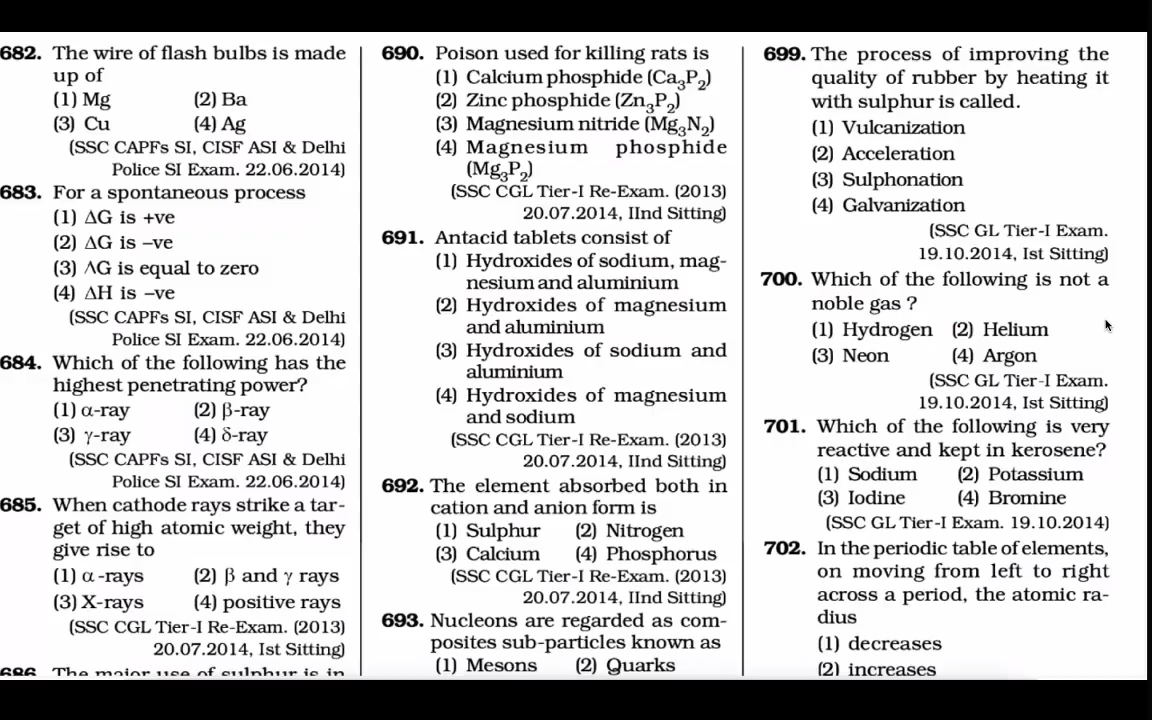 682. The wire of flash bulbs is made
up of
(1) Mg (2) Ba
(3) Cu (4) Ag
(SSC CAPFs SI, CISF ASI & Delhi
Police SI Exam. 22.06.2014)
683. For a spontaneous process
(1) ΔG is +ve
(2) ΔG is –ve
(3) ΛG is equal to zero
(4) ΔH is –ve
(SSC CAPFs SI, CISF ASI & Delhi
Police SI Exam. 22.06.2014)
684. Which of the following has the
highest penetrating power?
(1) α-ray (2) β-ray
(3) γ-ray (4) δ-ray
(SSC CAPFs SI, CISF ASI & Delhi
Police SI Exam. 22.06.2014)
685. When cathode rays strike a tar-
get of high atomic weight, they
give rise to
(1) α -rays (2) β and γ rays
(3) X-rays (4) positive rays
(SSC CGL Tier-I Re-Exam. (2013)
20.07.2014, Ist Sitting)
686. The major use of sulphur is in
690. Poison used for killing rats is
(1) Calcium phosphide (Ca₃P₂)
(2) Zinc phosphide (Zn₃P₂)
(3) Magnesium nitride (Mg₃N₂)
(4) Magnesium phosphide
(Mg₃P₂)
(SSC CGL Tier-I Re-Exam. (2013)
20.07.2014, IInd Sitting)
691. Antacid tablets consist of
(1) Hydroxides of sodium, mag-
nesium and aluminium
(2) Hydroxides of magnesium
and aluminium
(3) Hydroxides of sodium and
aluminium
(4) Hydroxides of magnesium
and sodium
(SSC CGL Tier-I Re-Exam. (2013)
20.07.2014, IInd Sitting)
692. The element absorbed both in
cation and anion form is
(1) Sulphur (2) Nitrogen
(3) Calcium (4) Phosphorus
(SSC CGL Tier-I Re-Exam. (2013)
20.07.2014, IInd Sitting)
693. Nucleons are regarded as com-
posites sub-particles known as
(1) Mesons (2) Quarks
699. The process of improving the
quality of rubber by heating it
with sulphur is called.
(1) Vulcanization
(2) Acceleration
(3) Sulphonation
(4) Galvanization
(SSC GL Tier-I Exam.
19.10.2014, Ist Sitting)
700. Which of the following is not a
noble gas ?
(1) Hydrogen (2) Helium
(3) Neon (4) Argon
(SSC GL Tier-I Exam.
19.10.2014, Ist Sitting)
701. Which of the following is very
reactive and kept in kerosene?
(1) Sodium (2) Potassium
(3) Iodine (4) Bromine
(SSC GL Tier-I Exam. 19.10.2014)
702. In the periodic table of elements,
on moving from left to right
across a period, the atomic ra-
dius
(1) decreases
(2) increases